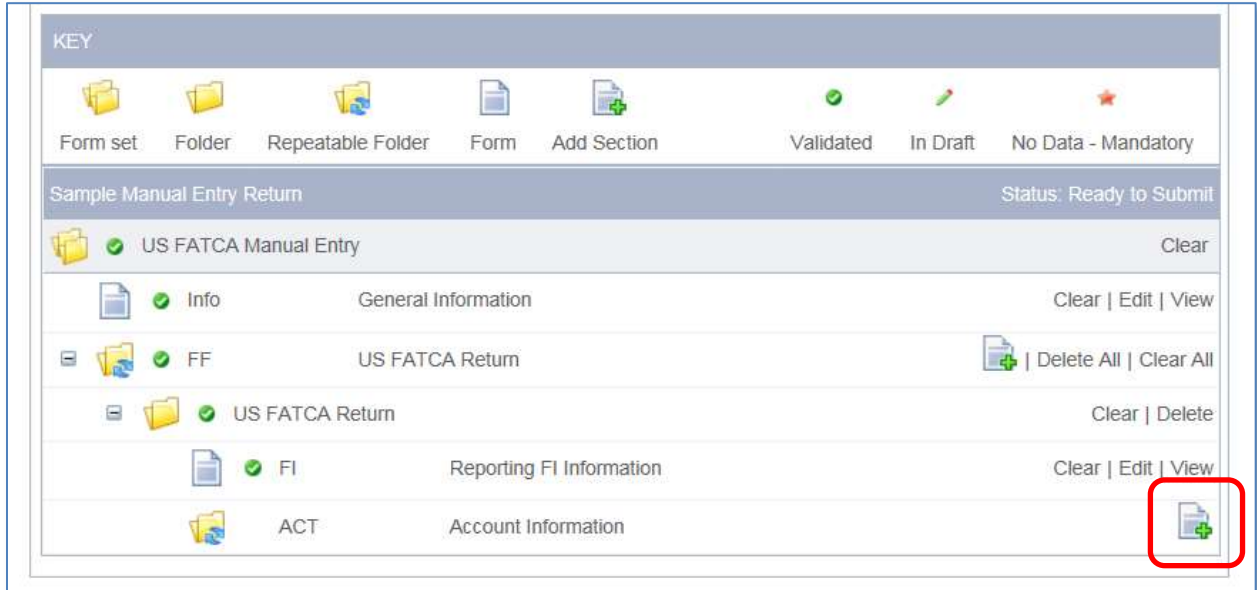 KEY
Form set Folder Repeatable Folder Form Add Section Validated In Draft No Data - Mandatory
Sample Manual Entry Return Status: Ready to Submit
US FATCA Manual Entry Clear
Info General Information Clear | Edit | View
FF US FATCA Return | Delete All | Clear All
US FATCA Return Clear | Delete
FI Reporting FI Information Clear | Edit | View
ACT Account Information